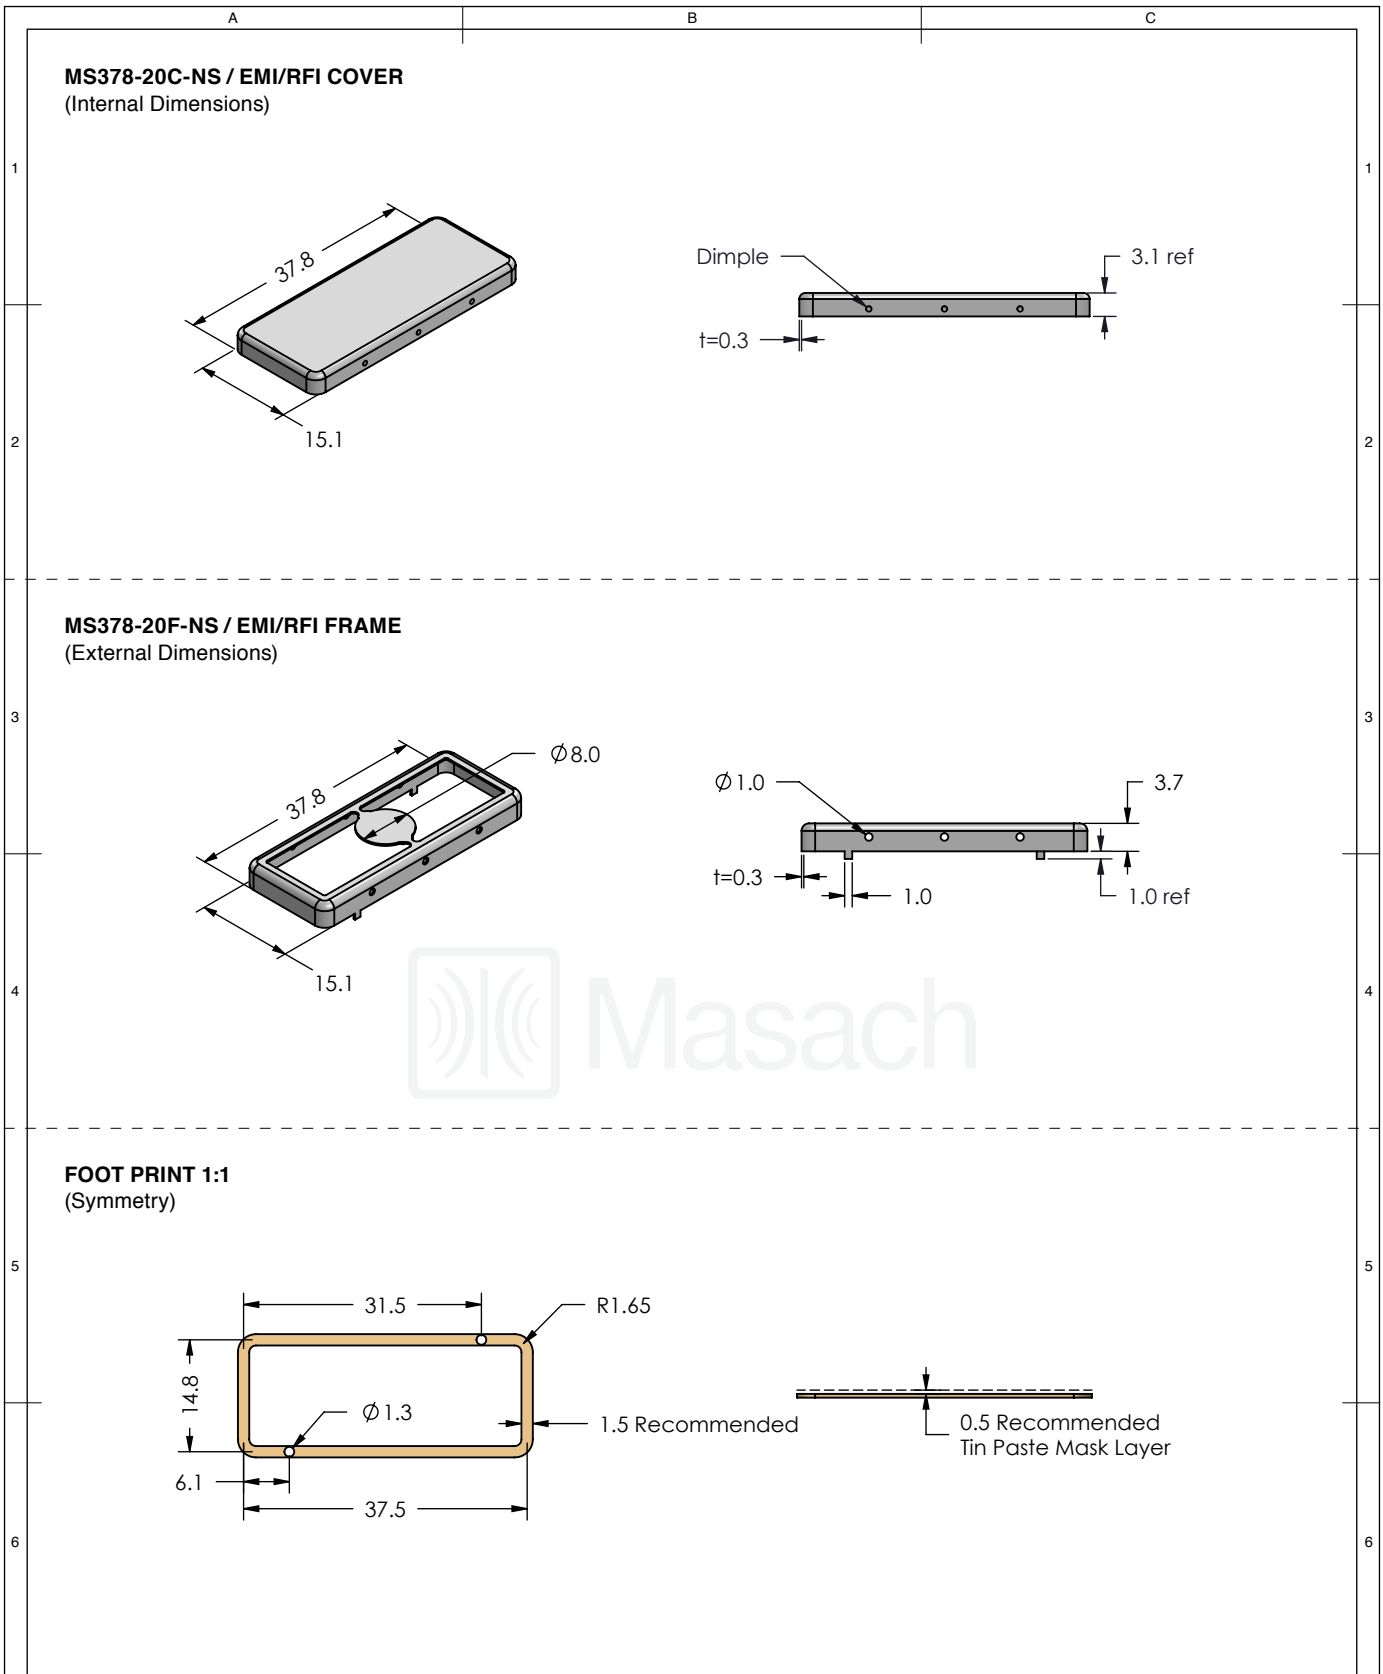 A B C
MS378-20C-NS / EMI/RFI COVER
(Internal Dimensions)
1 1
37.8
15.1
Dimple
3.1 ref
t=0.3
2 2
MS378-20F-NS / EMI/RFI FRAME
(External Dimensions)
3 3
37.8
∅8.0
15.1
∅1.0
3.7
t=0.3
1.0
1.0 ref
Masach
4 4
FOOT PRINT 1:1
(Symmetry)
5 5
31.5
R1.65
14.8
∅1.3
1.5 Recommended
6.1
37.5
0.5 Recommended
Tin Paste Mask Layer
6 6